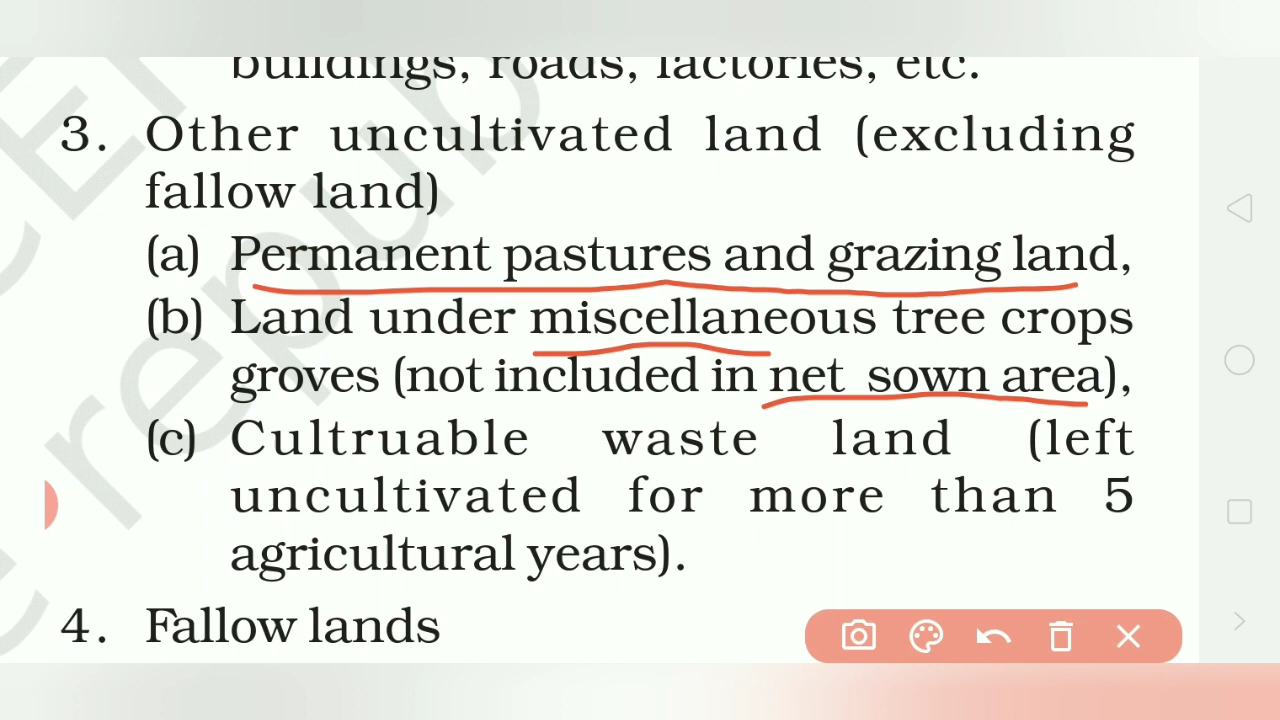 buildings, roads, factories, etc.
3. Other uncultivated land (excluding
fallow land)
(a) Permanent pastures and grazing land,
(b) Land under miscellaneous tree crops
groves (not included in net sown area),
(c) Cultruable waste land (left
uncultivated for more than 5
agricultural years).
4. Fallow lands